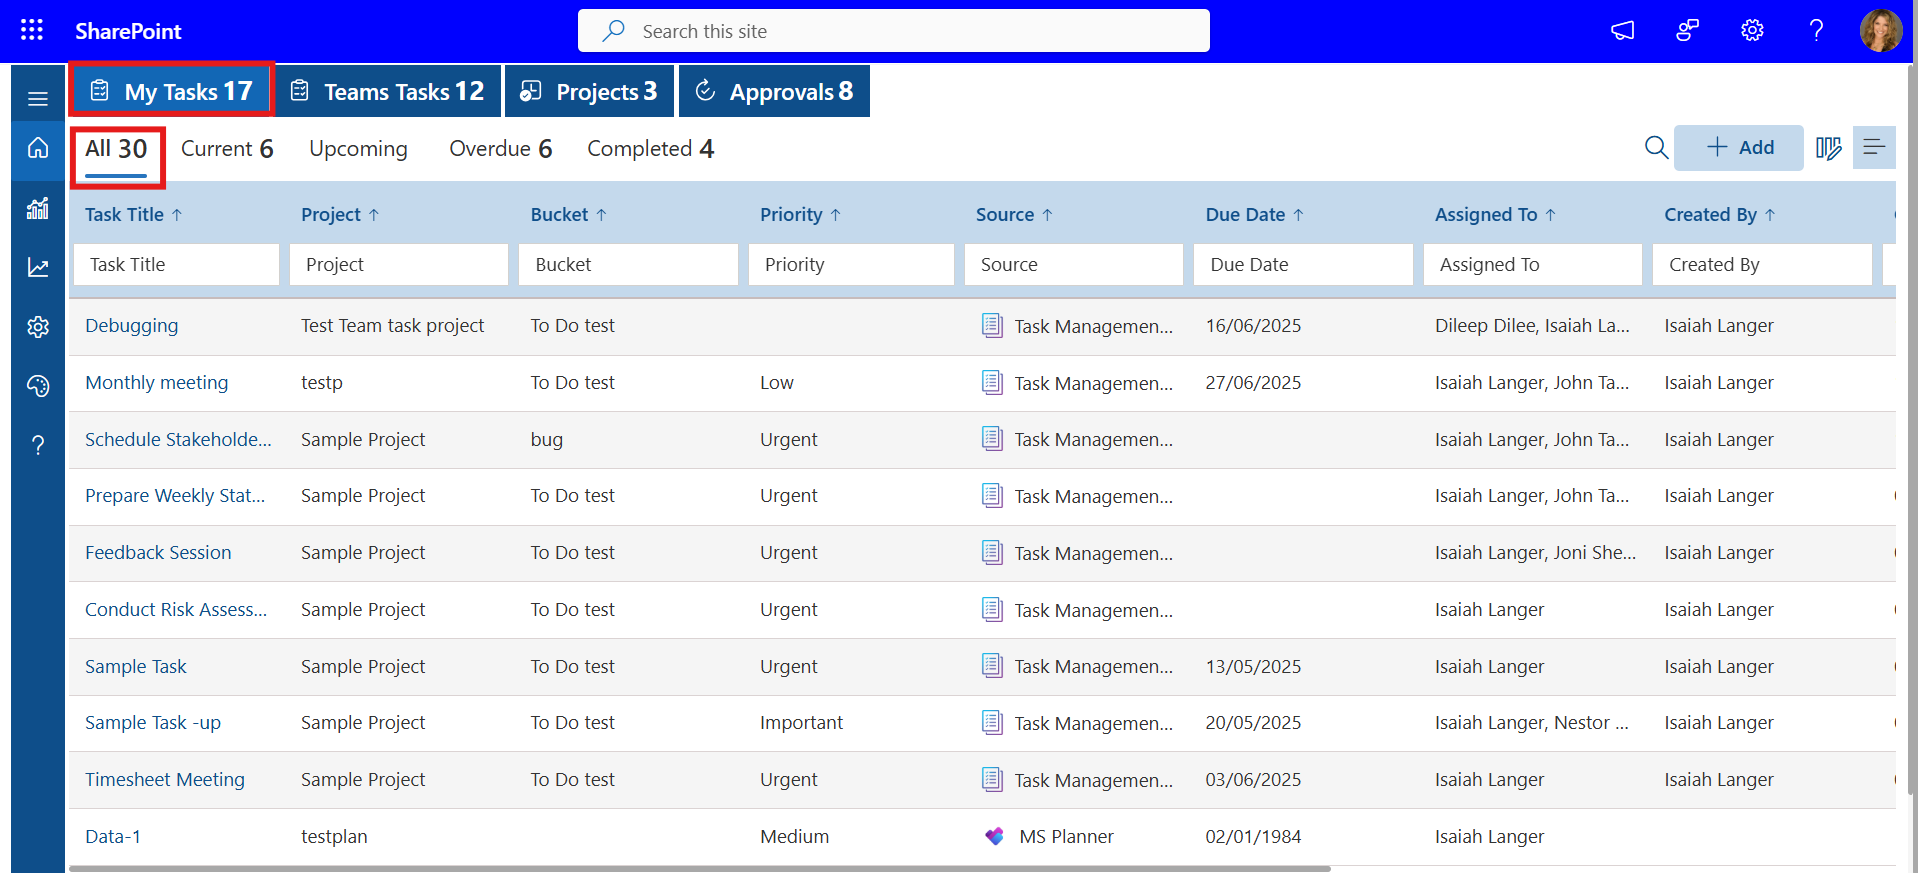 SharePoint
Search this site
My Tasks 17
Teams Tasks 12
Projects 3
Approvals 8
All 30
Current 6
Upcoming
Overdue 6
Completed 4
Add
Task Title ↑ Project ↑ Bucket ↑ Priority ↑ Source ↑ Due Date ↑ Assigned To ↑ Created By ↑
Task Title Project Bucket Priority Source Due Date Assigned To Created By
Debugging Test Team task project To Do test Task Managemen... 16/06/2025 Dileep Dilee, Isaiah La... Isaiah Langer
Monthly meeting testp To Do test Low Task Managemen... 27/06/2025 Isaiah Langer, John Ta... Isaiah Langer
Schedule Stakeholde... Sample Project bug Urgent Task Managemen... Isaiah Langer, John Ta... Isaiah Langer
Prepare Weekly Stat... Sample Project To Do test Urgent Task Managemen... Isaiah Langer, John Ta... Isaiah Langer
Feedback Session Sample Project To Do test Urgent Task Managemen... Isaiah Langer, Joni She... Isaiah Langer
Conduct Risk Assess... Sample Project To Do test Urgent Task Managemen... Isaiah Langer Isaiah Langer
Sample Task Sample Project To Do test Urgent Task Managemen... 13/05/2025 Isaiah Langer Isaiah Langer
Sample Task -up Sample Project To Do test Important Task Managemen... 20/05/2025 Isaiah Langer, Nestor ... Isaiah Langer
Timesheet Meeting Sample Project To Do test Urgent Task Managemen... 03/06/2025 Isaiah Langer Isaiah Langer
Data-1 testplan Medium MS Planner 02/01/1984 Isaiah Langer